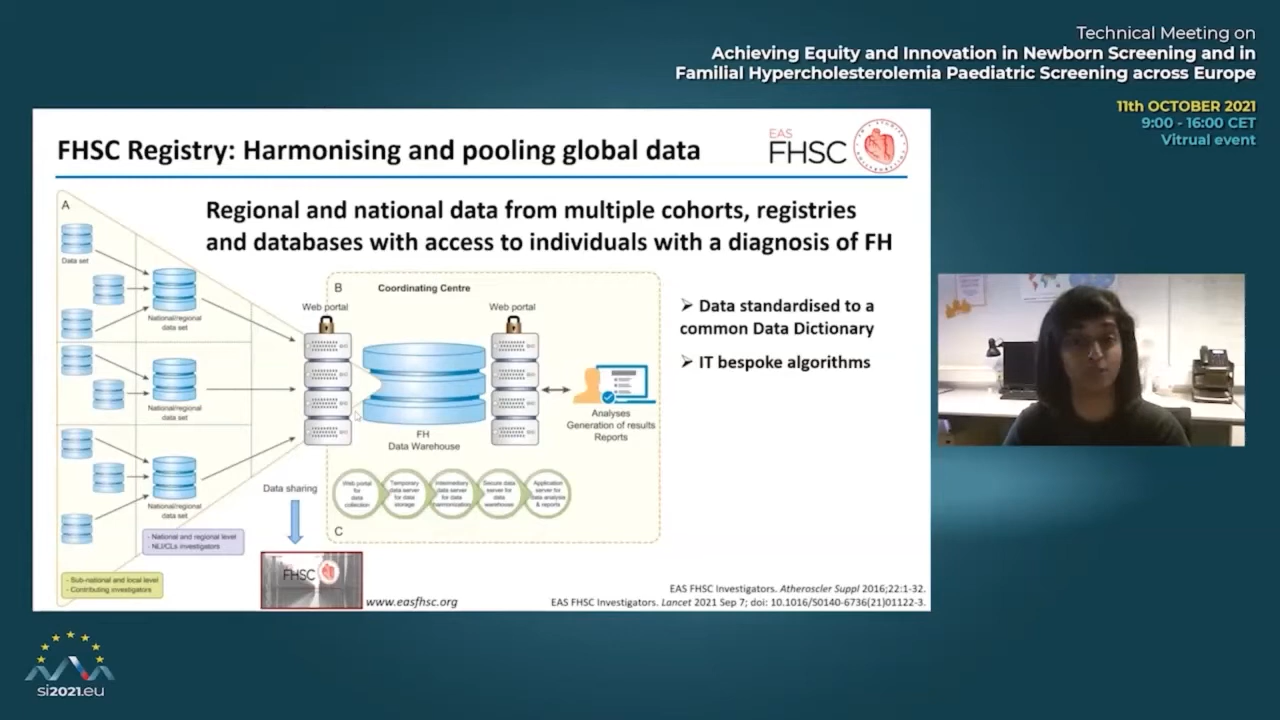 Technical Meeting on
Achieving Equity and Innovation in Newborn Screening and in
Familial Hypercholesterolemia Paediatric Screening across Europe
11th OCTOBER 2021
9:00 - 16:00 CET
Vitrual event
FHSC Registry: Harmonising and pooling global data
EAS
FHSC
A
Regional and national data from multiple cohorts, registries
and databases with access to individuals with a diagnosis of FH
Data set
National/regional
data set
National/regional
data set
National/regional
data set
B
Coordinating Centre
Web portal
Web portal
FH
Data Warehouse
Analyses
Generation of results
Reports
➢ Data standardised to a
common Data Dictionary
➢ IT bespoke algorithms
Web portal
for
data
collection
Temporary
data server
for data
storage
Intermediary
data server
for data
harmonization
Secure data
server for
data
warehouse
Application
server for
data analysis
& reports
C
Data sharing
- National and regional level
- NLI/CLs investigators
- Sub-national and local level
- Contributing investigators
FHSC
www.easfhsc.org
EAS FHSC Investigators. Atheroscler Suppl 2016;22:1-32.
EAS FHSC Investigators. Lancet 2021 Sep 7; doi: 10.1016/S0140-6736(21)01122-3.
si2021.eu